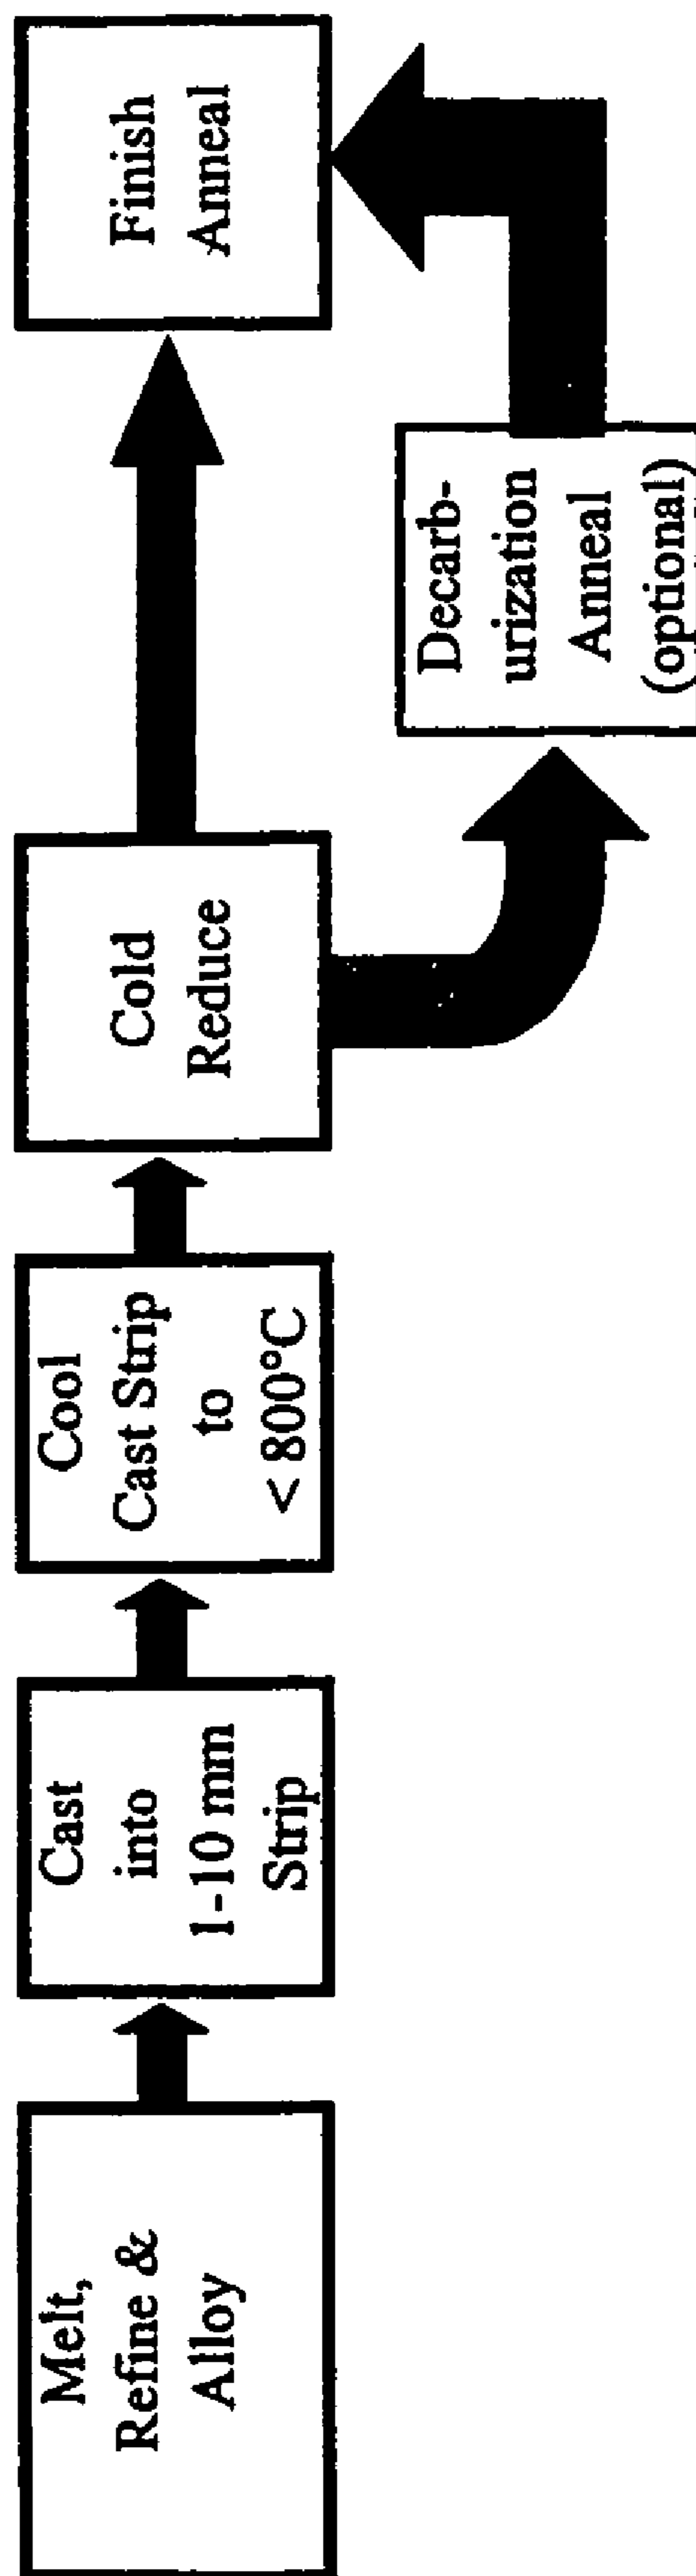 Melt,
Refine &
Alloy
Cast
into
1-10 mm
Strip
Cool
Cast Strip
to
< 800°C
Cold
Reduce
Decarb-
urization
Anneal
(optional)
Finish
Anneal